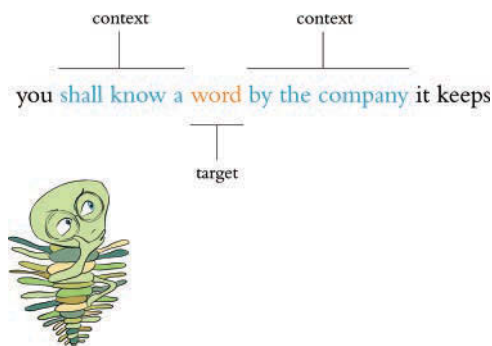 context context
you shall know a word by the company it keeps
target